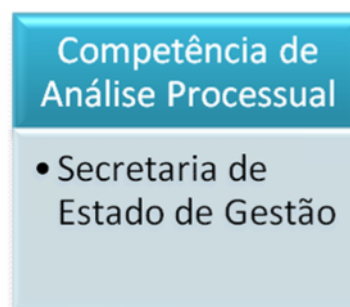 Competência de
Análise Processual
• Secretaria de
Estado de Gestão